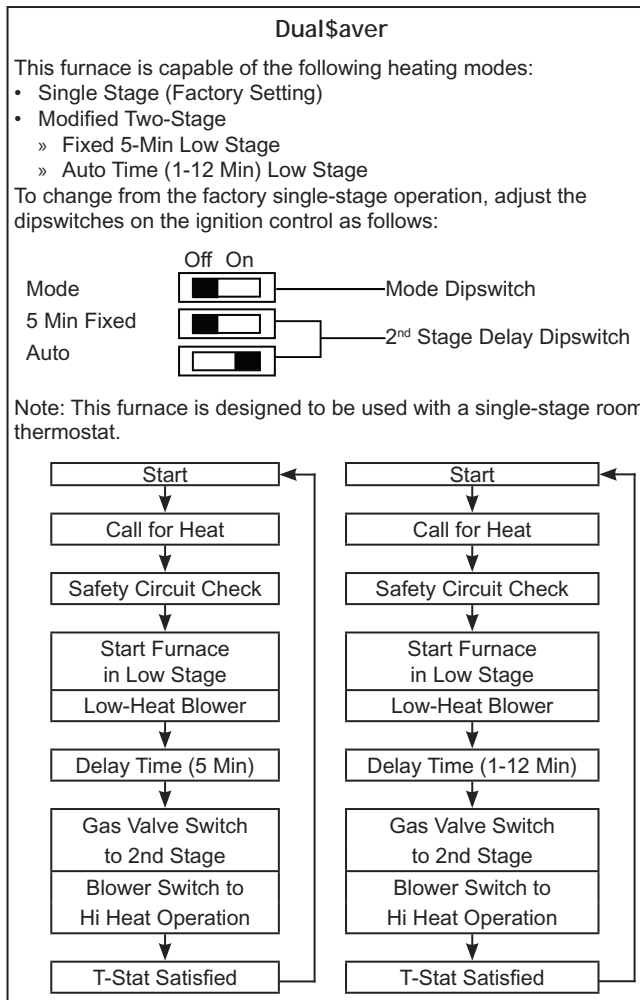 Dual$aver
This furnace is capable of the following heating modes:
• Single Stage (Factory Setting)
• Modified Two-Stage
» Fixed 5-Min Low Stage
» Auto Time (1-12 Min) Low Stage
To change from the factory single-stage operation, adjust the
dipswitches on the ignition control as follows:
Off On
Mode
Mode Dipswitch
5 Min Fixed
2nd Stage Delay Dipswitch
Auto
Note: This furnace is designed to be used with a single-stage room
thermostat.
Start
Call for Heat
Safety Circuit Check
Start Furnace
in Low Stage
Low-Heat Blower
Delay Time (5 Min)
Gas Valve Switch
to 2nd Stage
Blower Switch to
Hi Heat Operation
T-Stat Satisfied
Start
Call for Heat
Safety Circuit Check
Start Furnace
in Low Stage
Low-Heat Blower
Delay Time (1-12 Min)
Gas Valve Switch
to 2nd Stage
Blower Switch to
Hi Heat Operation
T-Stat Satisfied